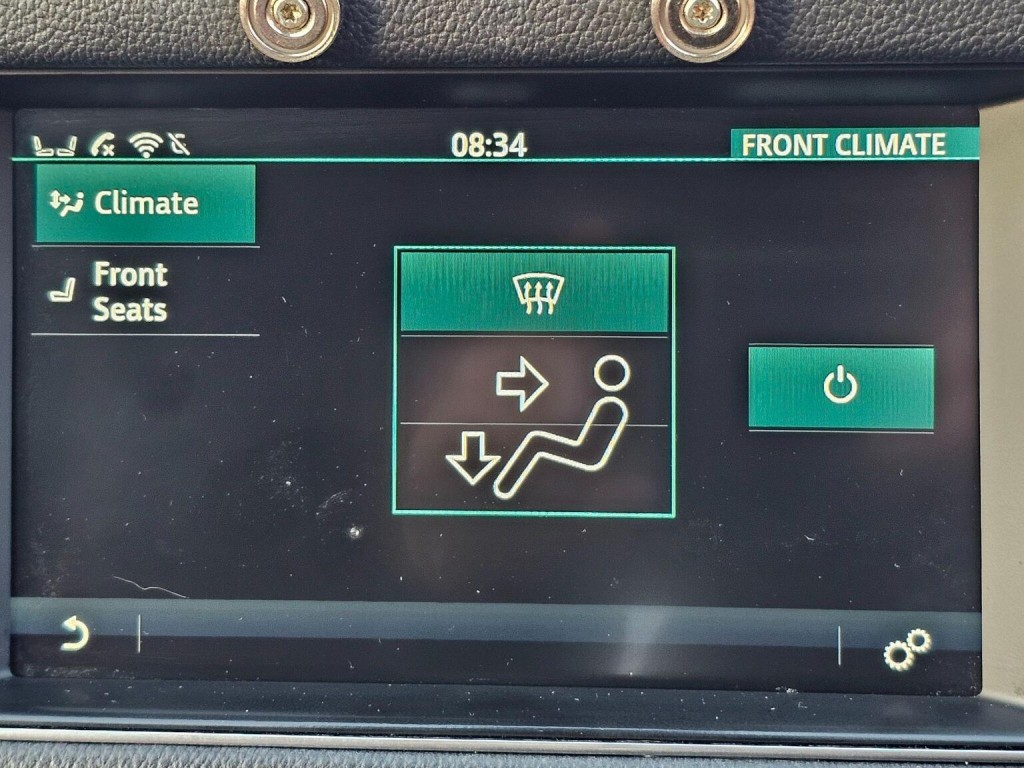 08:34
FRONT CLIMATE
Climate
Front
Seats